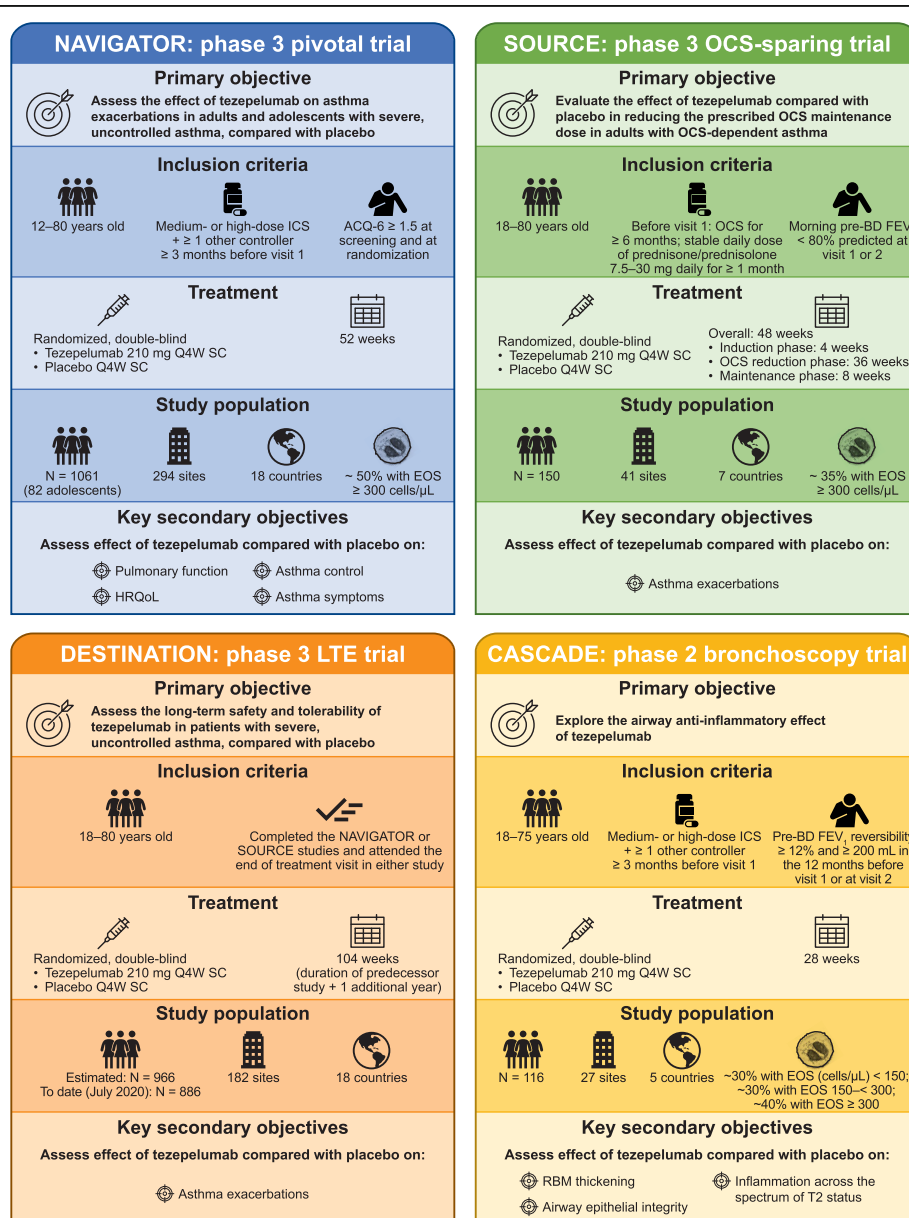 NAVIGATOR: phase 3 pivotal trial
Primary objective
Assess the effect of tezepelumab on asthma
exacerbations in adults and adolescents with severe,
uncontrolled asthma, compared with placebo
Inclusion criteria
12–80 years old
Medium- or high-dose ICS
+ ≥ 1 other controller
≥ 3 months before visit 1
ACQ-6 ≥ 1.5 at
screening and at
randomization
Treatment
Randomized, double-blind
• Tezepelumab 210 mg Q4W SC
• Placebo Q4W SC
52 weeks
Study population
N = 1061
(82 adolescents)
294 sites
18 countries
~ 50% with EOS
≥ 300 cells/µL
Key secondary objectives
Assess effect of tezepelumab compared with placebo on:
Pulmonary function
Asthma control
HRQoL
Asthma symptoms
SOURCE: phase 3 OCS-sparing trial
Primary objective
Evaluate the effect of tezepelumab compared with
placebo in reducing the prescribed OCS maintenance
dose in adults with OCS-dependent asthma
Inclusion criteria
18–80 years old
Before visit 1: OCS for
≥ 6 months; stable daily dose
of prednisone/prednisolone
7.5–30 mg daily for ≥ 1 month
Morning pre-BD FEV
< 80% predicted at
visit 1 or 2
Treatment
Randomized, double-blind
• Tezepelumab 210 mg Q4W SC
• Placebo Q4W SC
Overall: 48 weeks
• Induction phase: 4 weeks
• OCS reduction phase: 36 weeks
• Maintenance phase: 8 weeks
Study population
N = 150
41 sites
7 countries
~ 35% with EOS
≥ 300 cells/µL
Key secondary objectives
Assess effect of tezepelumab compared with placebo on:
Asthma exacerbations
DESTINATION: phase 3 LTE trial
Primary objective
Assess the long-term safety and tolerability of
tezepelumab in patients with severe,
uncontrolled asthma, compared with placebo
Inclusion criteria
18–80 years old
Completed the NAVIGATOR or
SOURCE studies and attended the
end of treatment visit in either study
Treatment
Randomized, double-blind
• Tezepelumab 210 mg Q4W SC
• Placebo Q4W SC
104 weeks
(duration of predecessor
study + 1 additional year)
Study population
Estimated: N = 966
To date (July 2020): N = 886
182 sites
18 countries
Key secondary objectives
Assess effect of tezepelumab compared with placebo on:
Asthma exacerbations
CASCADE: phase 2 bronchoscopy trial
Primary objective
Explore the airway anti-inflammatory effect
of tezepelumab
Inclusion criteria
18–75 years old
Medium- or high-dose ICS
+ ≥ 1 other controller
≥ 3 months before visit 1
Pre-BD FEV₁ reversibility
≥ 12% and ≥ 200 mL in
the 12 months before
visit 1 or at visit 2
Treatment
Randomized, double-blind
• Tezepelumab 210 mg Q4W SC
• Placebo Q4W SC
28 weeks
Study population
N = 116
27 sites
5 countries
~30% with EOS (cells/µL) < 150;
~30% with EOS 150–< 300;
~40% with EOS ≥ 300
Key secondary objectives
Assess effect of tezepelumab compared with placebo on:
RBM thickening
Airway epithelial integrity
Inflammation across the
spectrum of T2 status